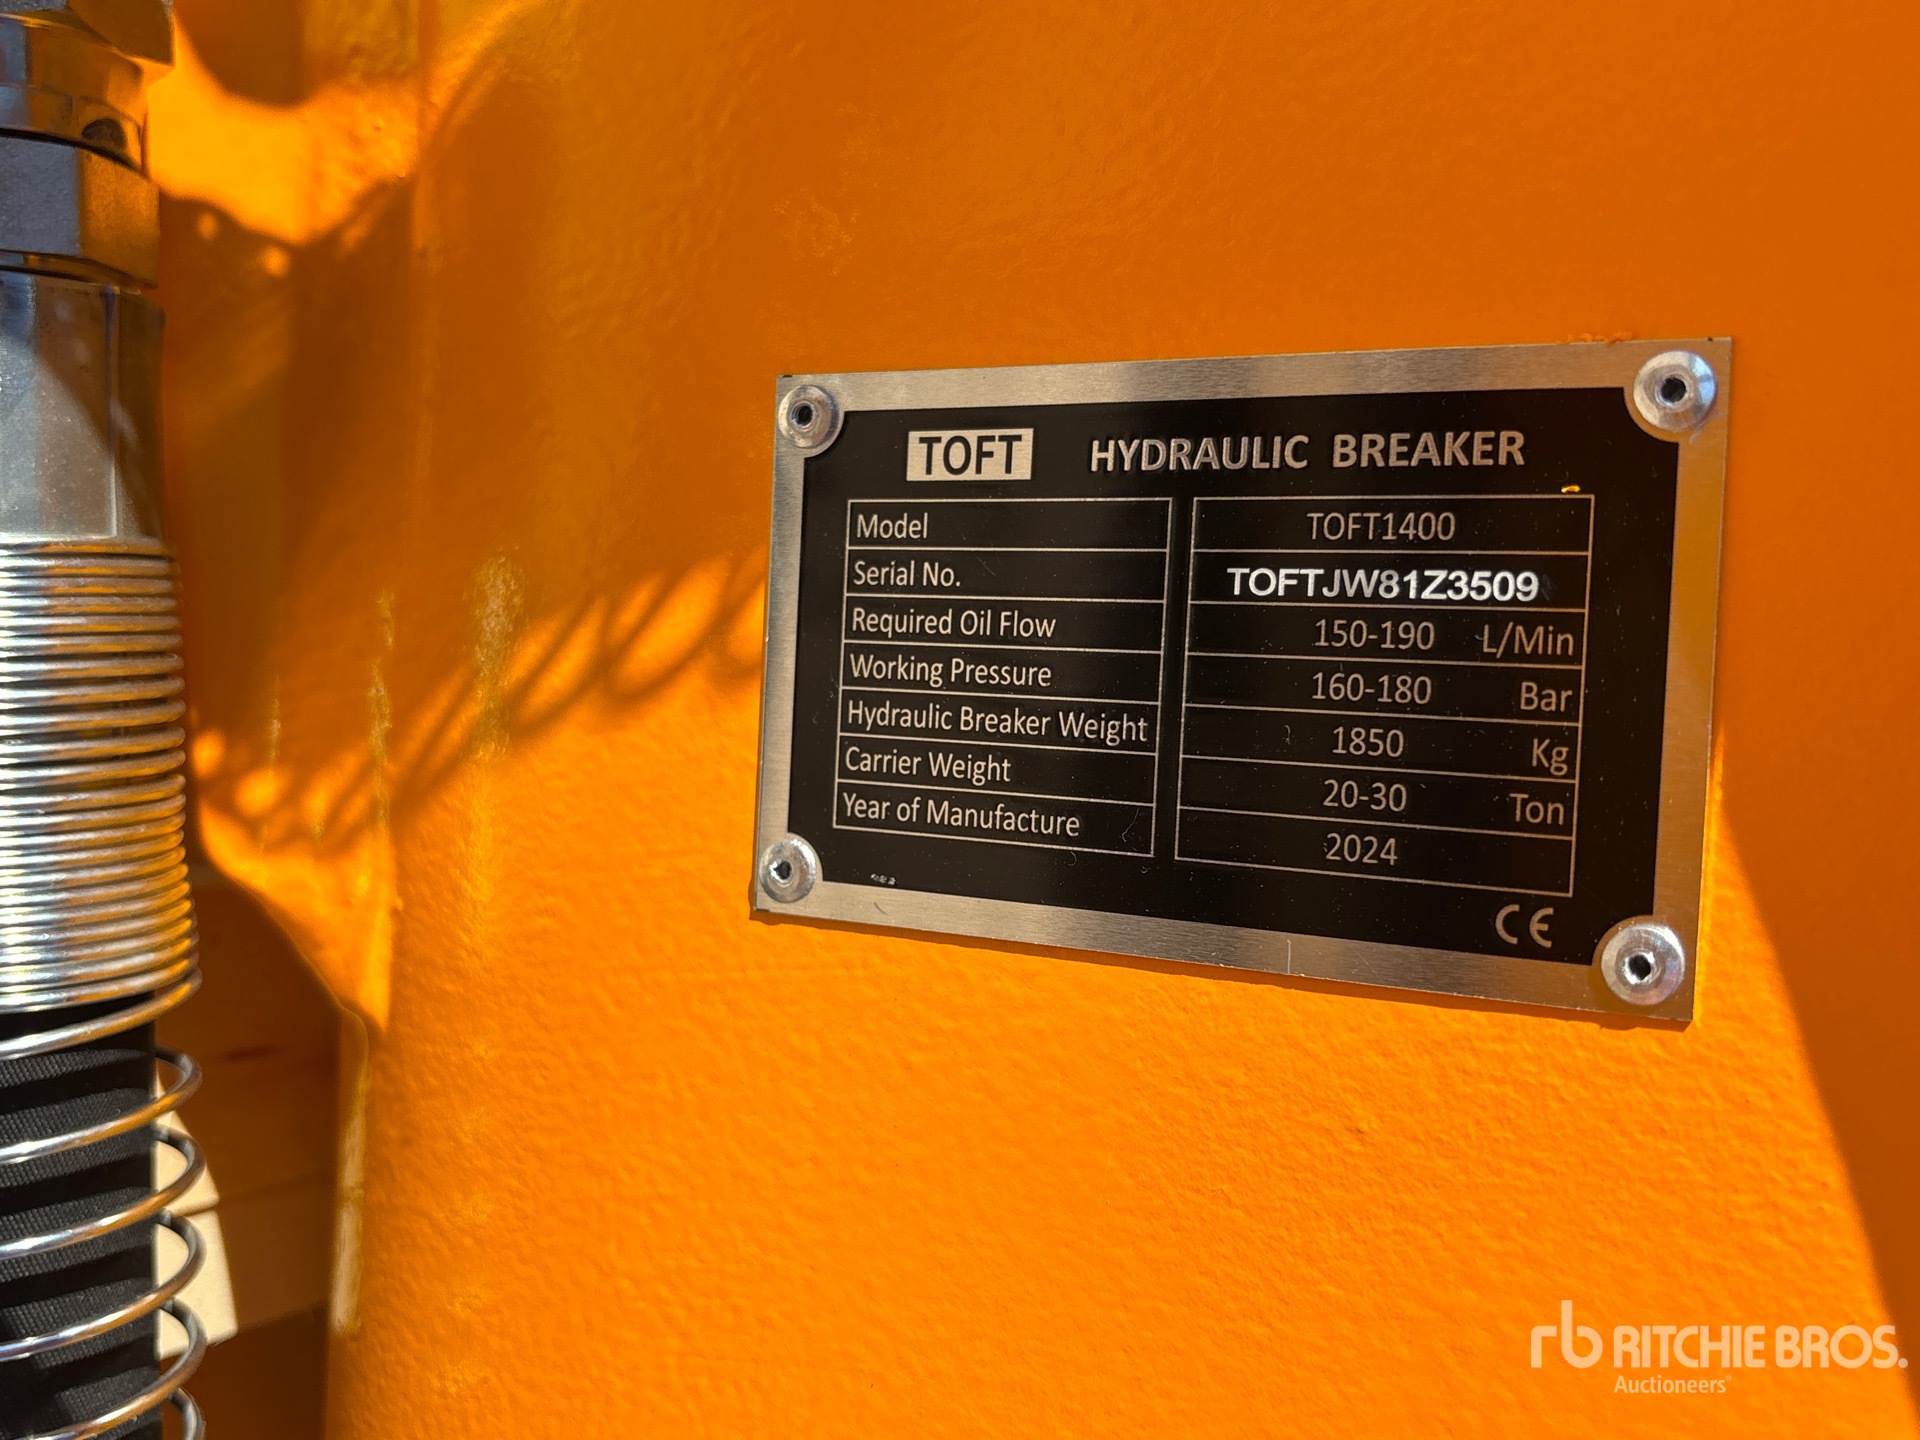 TOFT HYDRAULIC BREAKER
Model TOFT1400
Serial No. TOFTJW81Z3509
Required Oil Flow 150-190 L/Min
Working Pressure 160-180 Bar
Hydraulic Breaker Weight 1850 Kg
Carrier Weight 20-30 Ton
Year of Manufacture 2024
CE
rb RITCHIE BROS.
Auctioneers